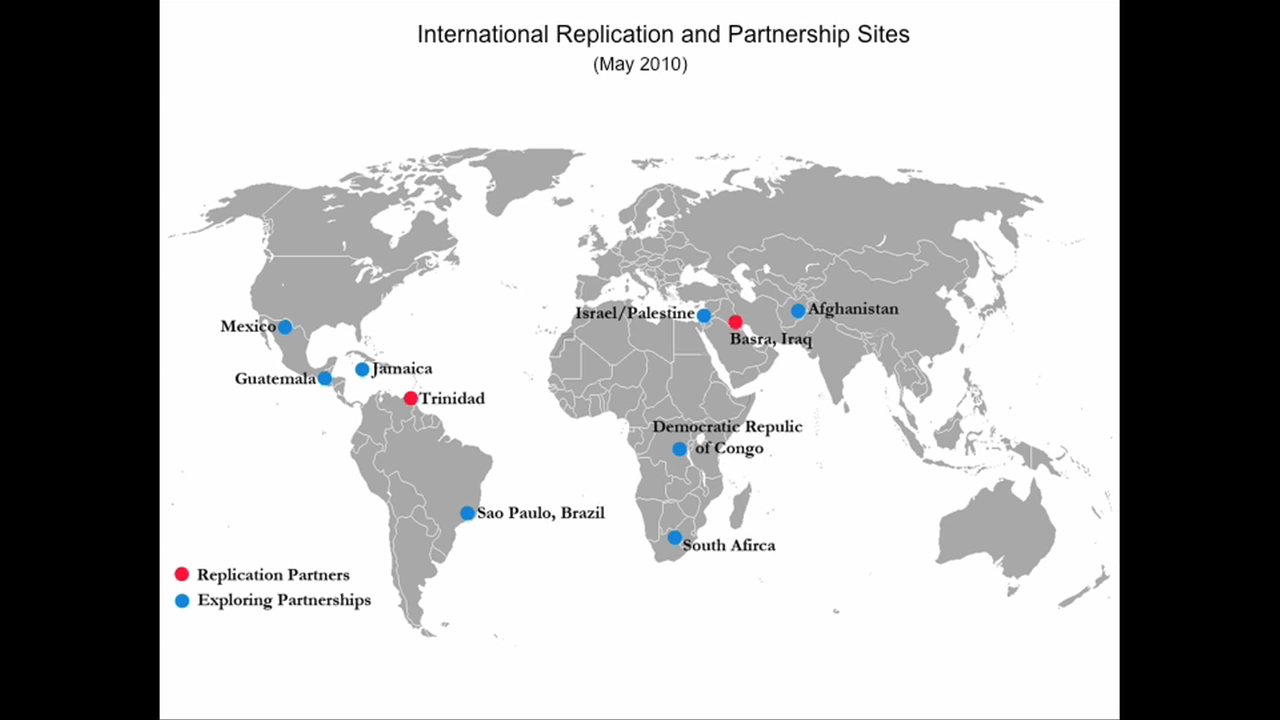 International Replication and Partnership Sites
(May 2010)
Israel/Palestine
Afghanistan
Mexico
Basra, Iraq
Jamaica
Guatemala
Trinidad
Democratic Repulic
of Congo
Sao Paulo, Brazil
South Afirca
Replication Partners
Exploring Partnerships